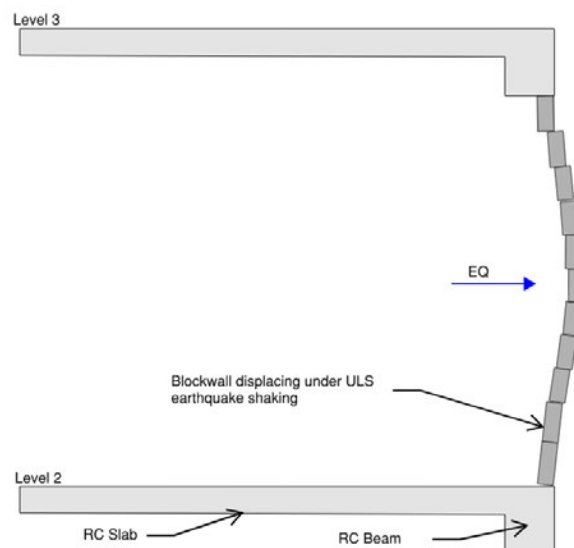 Level 3
EQ
Blockwall displacing under ULS
earthquake shaking
Level 2
RC Slab
RC Beam